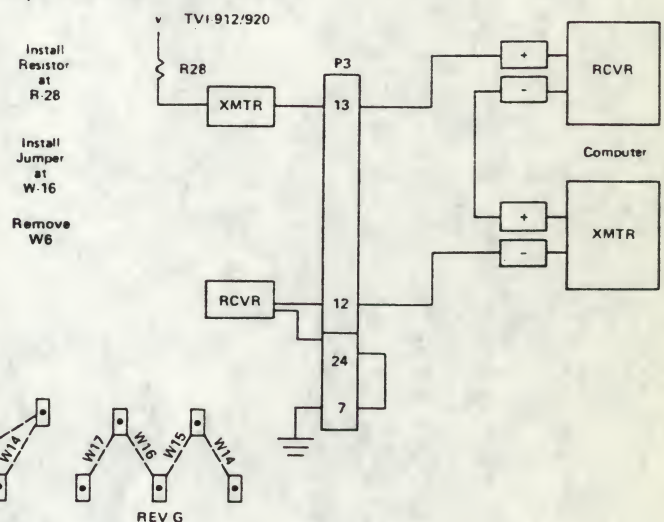 TVI-912/920
Install
Resistor
at
R-28
R28
XMTR
P3
13
+
-
RCVR
Computer
Install
Jumper
at
W-16
Remove
W6
+
-
XMTR
RCVR
12
24
7
W14
W17
W16
W15
W14
REV G